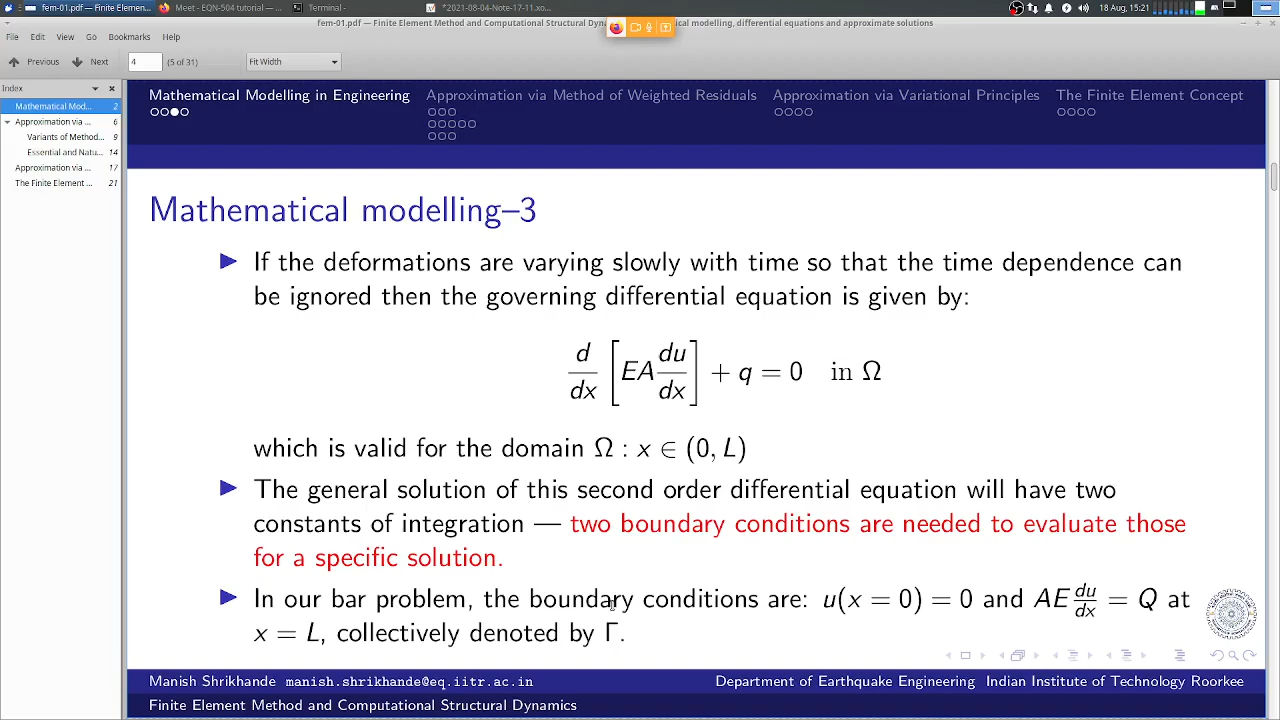 fem-01.pdf — Finite Elemen...
Meet - EQN-504 tutorial —
Terminal -
*2021-08-04-Note-17-11.xo...
18 Aug, 15:21
fem-01.pdf — Finite Element Method and Computational Structural Dyn
ical modelling, differential equations and approximate solutions
File Edit View Go Bookmarks Help
Previous Next 4 (5 of 31) Fit Width
Index
Mathematical Mod... 2
Approximation via ... 6
Variants of Method... 9
Essential and Natu... 14
Approximation via ... 17
The Finite Element ... 21
Mathematical Modelling in Engineering Approximation via Method of Weighted Residuals Approximation via Variational Principles The Finite Element Concept
Mathematical modelling–3
▶ If the deformations are varying slowly with time so that the time dependence can
be ignored then the governing differential equation is given by:
d/dx [EA du/dx] + q = 0 in Ω
which is valid for the domain Ω : x ∈ (0, L)
▶ The general solution of this second order differential equation will have two
constants of integration — two boundary conditions are needed to evaluate those
for a specific solution.
▶ In our bar problem, the boundary conditions are: u(x = 0) = 0 and AE du/dx = Q at
x = L, collectively denoted by Γ.
Manish Shrikhande manish.shrikhande@eq.iitr.ac.in Department of Earthquake Engineering Indian Institute of Technology Roorkee
Finite Element Method and Computational Structural Dynamics